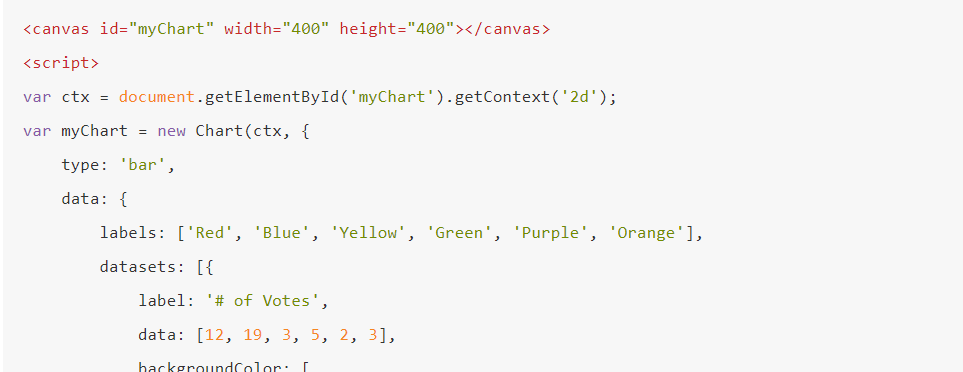 <canvas id="myChart" width="400" height="400"></canvas>
<script>
var ctx = document.getElementById('myChart').getContext('2d');
var myChart = new Chart(ctx, {
    type: 'bar',
    data: {
        labels: ['Red', 'Blue', 'Yellow', 'Green', 'Purple', 'Orange'],
        datasets: [{
            label: '# of Votes',
            data: [12, 19, 3, 5, 2, 3],
            backgroundColor: [